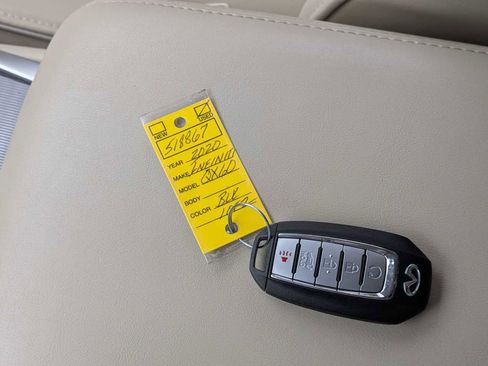 NEW USED
518867
YEAR 2020
MAKE INFINITI
MODEL QX60
BODY
COLOR BLK